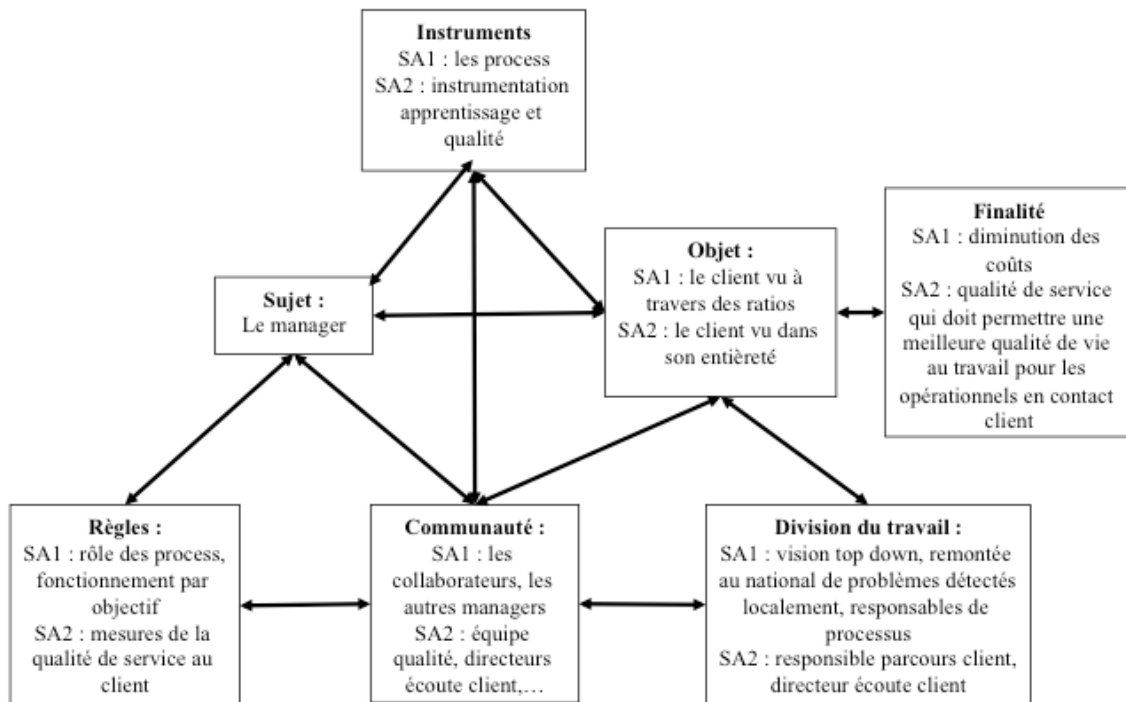 Instruments
SA1 : les process
SA2 : instrumentation
apprentissage et
qualité
Finalité
SA1 : diminution des
coûts
SA2 : qualité de service
qui doit permettre une
meilleure qualité de vie
au travail pour les
opérationnels en contact
client
Objet :
SA1 : le client vu à
travers des ratios
SA2 : le client vu dans
son entièreté
Sujet :
Le manager
Règles :
SA1 : rôle des process,
fonctionnement par
objectif
SA2 : mesures de la
qualité de service au
client
Communauté :
SA1 : les
collaborateurs, les
autres managers
SA2 : équipe
qualité, directeurs
écoute client,…
Division du travail :
SA1 : vision top down, remontée
au national de problèmes détectés
localement, responsables de
processus
SA2 : responsible parcours client,
directeur écoute client